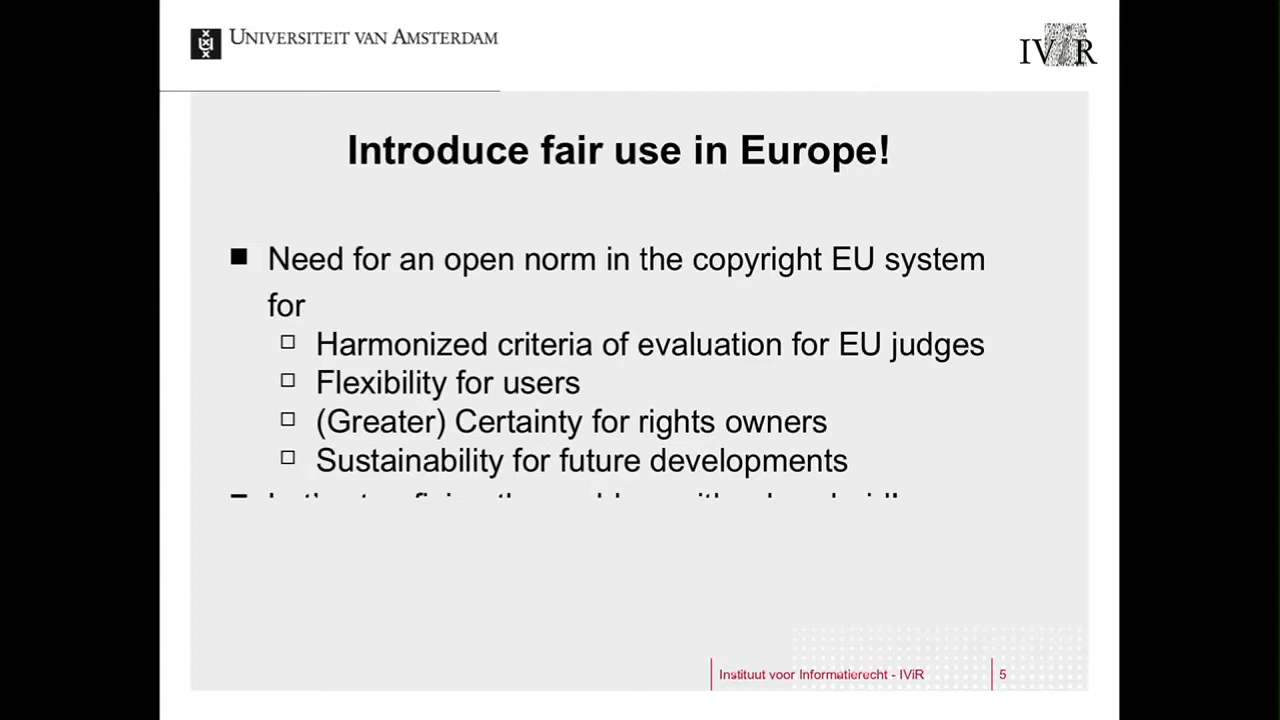 UNIVERSITEIT VAN AMSTERDAM
IViR
Introduce fair use in Europe!
■ Need for an open norm in the copyright EU system
for
□ Harmonized criteria of evaluation for EU judges
□ Flexibility for users
□ (Greater) Certainty for rights owners
□ Sustainability for future developments
Instituut voor Informatierecht - IViR
5